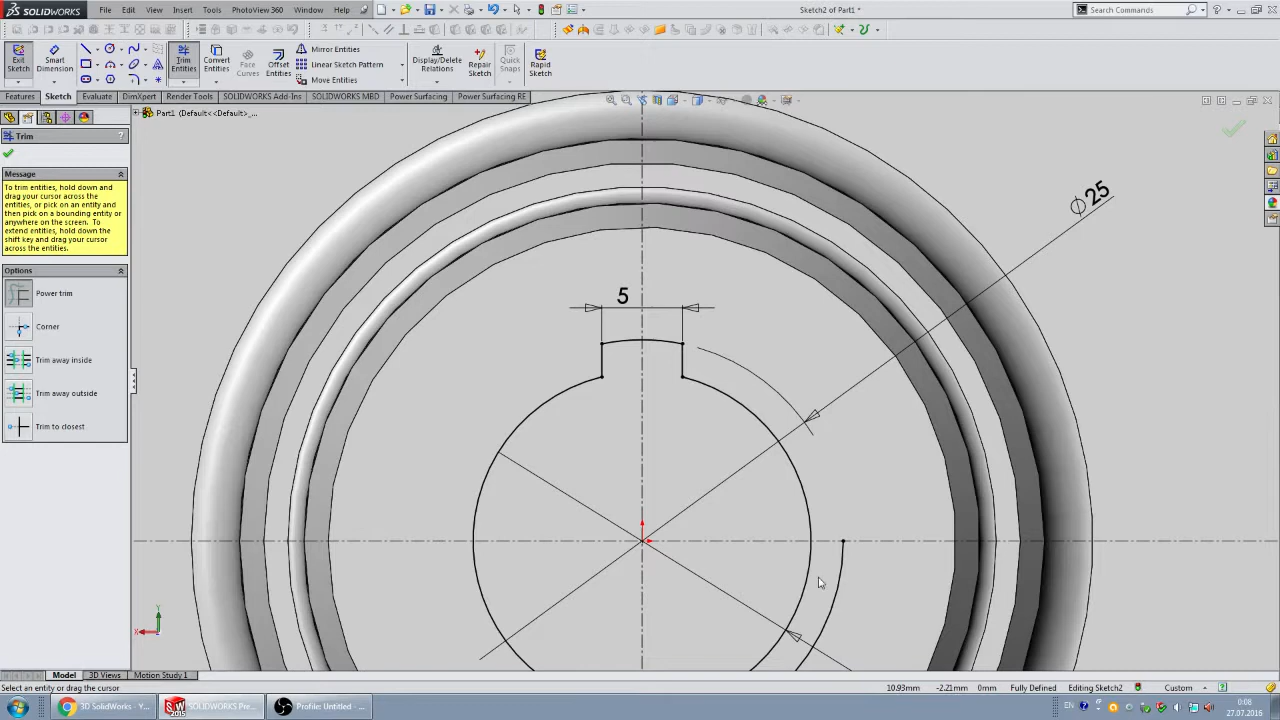 SOLIDWORKS
File Edit View Insert Tools PhotoView 360 Window Help
Sketch2 of Part1 *
Search Commands
Exit Sketch
Smart Dimension
Trim Entities
Convert Entities
Face Curves
Offset Entities
Mirror Entities
Linear Sketch Pattern
Move Entities
Display/Delete Relations
Repair Sketch
Quick Snaps
Rapid Sketch
Features Sketch Evaluate DimXpert Render Tools SOLIDWORKS Add-Ins SOLIDWORKS MBD Power Surfacing Power Surfacing RE
Part1 (Default<<Default>_...
Trim
?
Message
To trim entities, hold down and
drag your cursor across the
entities, or pick on an entity and
then pick on a bounding entity or
anywhere on the screen. To
extend entities, hold down the
shift key and drag your cursor
across the entities.
Options
Power trim
Corner
Trim away inside
Trim away outside
Trim to closest
∅25
5
Y
X
Model 3D Views Motion Study 1
Select an entity or drag the cursor
10.93mm -2.21mm 0mm Fully Defined Editing Sketch2 Custom
3D SolidWorks - Y...
SOLIDWORKS Pre...
2015
Profile: Untitled - ...
EN
0:08
27.07.2016